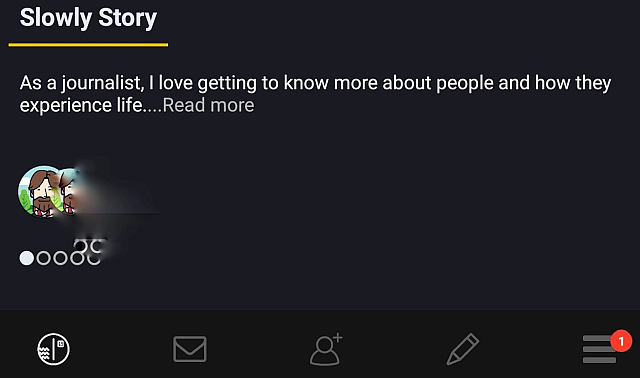 Slowly Story
As a journalist, I love getting to know more about people and how they
experience life....Read more
1